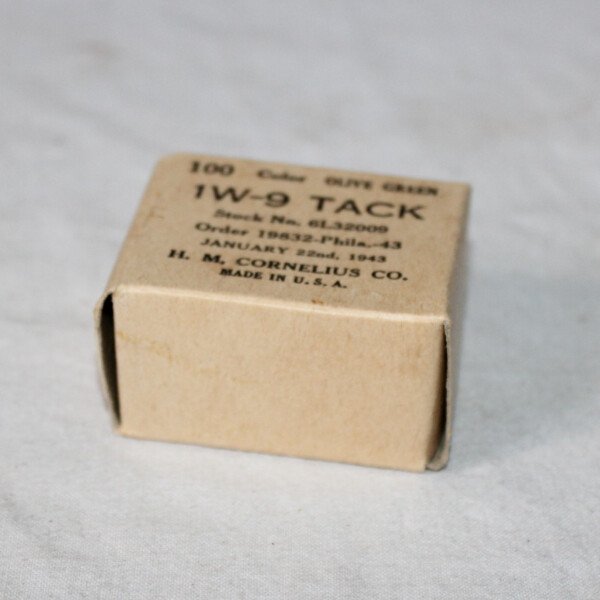 100 Color OLIVE GREEN
1W-9 TACK
Stock No. 6L32009
Order 19832-Phila.-43
JANUARY 22nd, 1943
H. M. CORNELIUS CO.
MADE IN U.S.A.